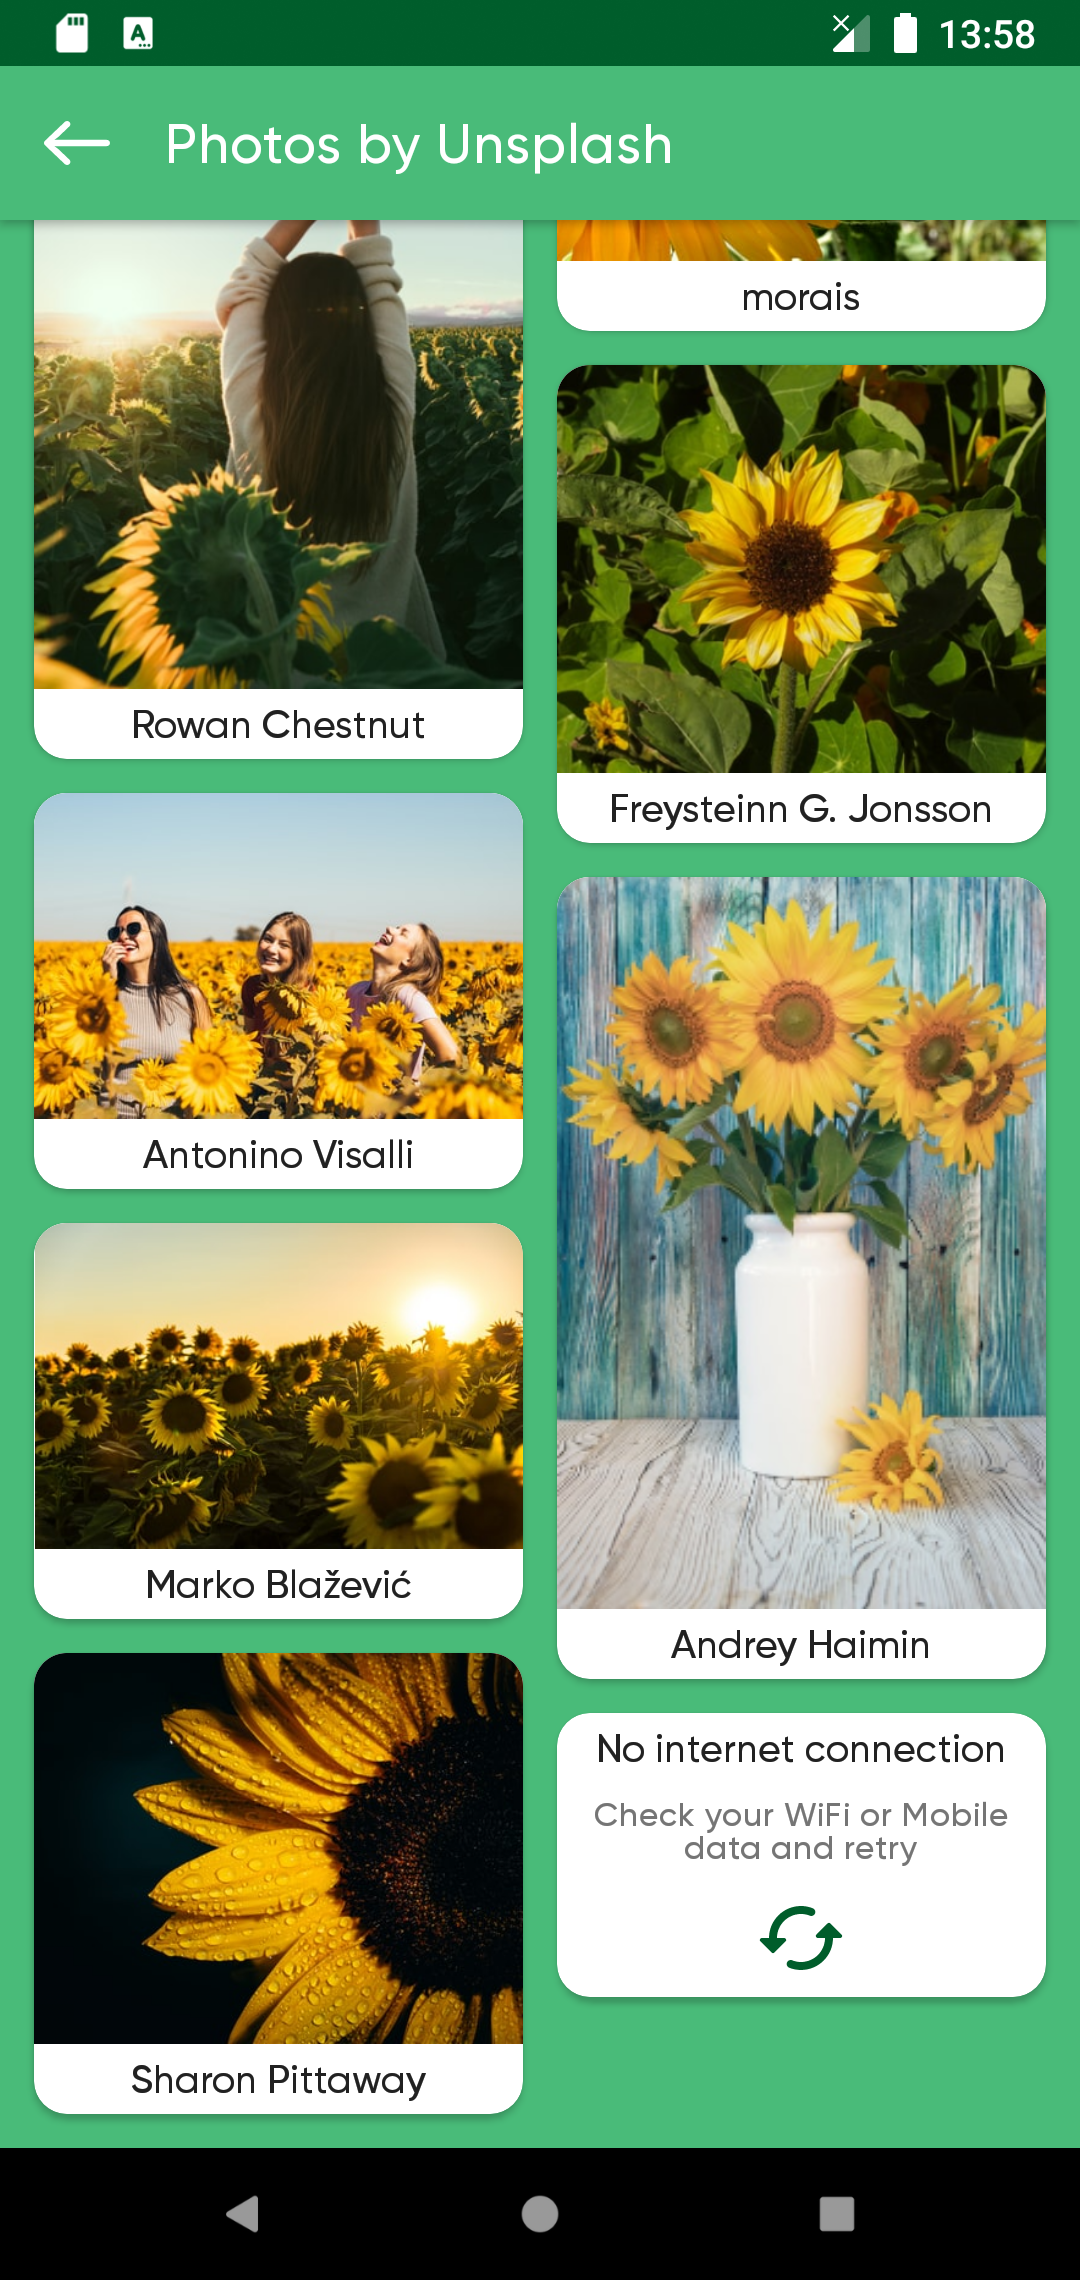 13:58
Photos by Unsplash
morais
Rowan Chestnut
Freysteinn G. Jonsson
Antonino Visalli
Marko Blažević
Andrey Haimin
No internet connection
Check your WiFi or Mobile
data and retry
Sharon Pittaway